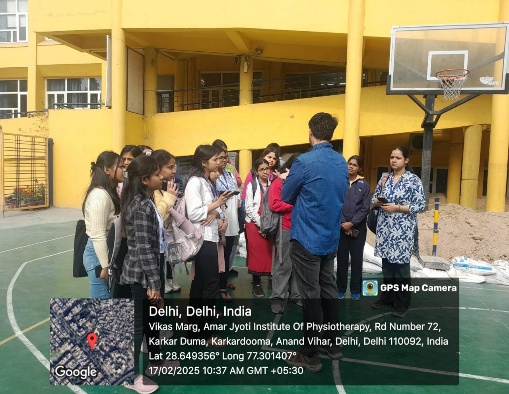 GPS Map Camera
Delhi, Delhi, India
Vikas Marg, Amar Jyoti Institute Of Physiotherapy, Rd Number 72,
Karkar Duma, Karkardooma, Anand Vihar, Delhi, Delhi 110092, India
Lat 28.649356° Long 77.301407°
17/02/2025 10:37 AM GMT +05:30
Google